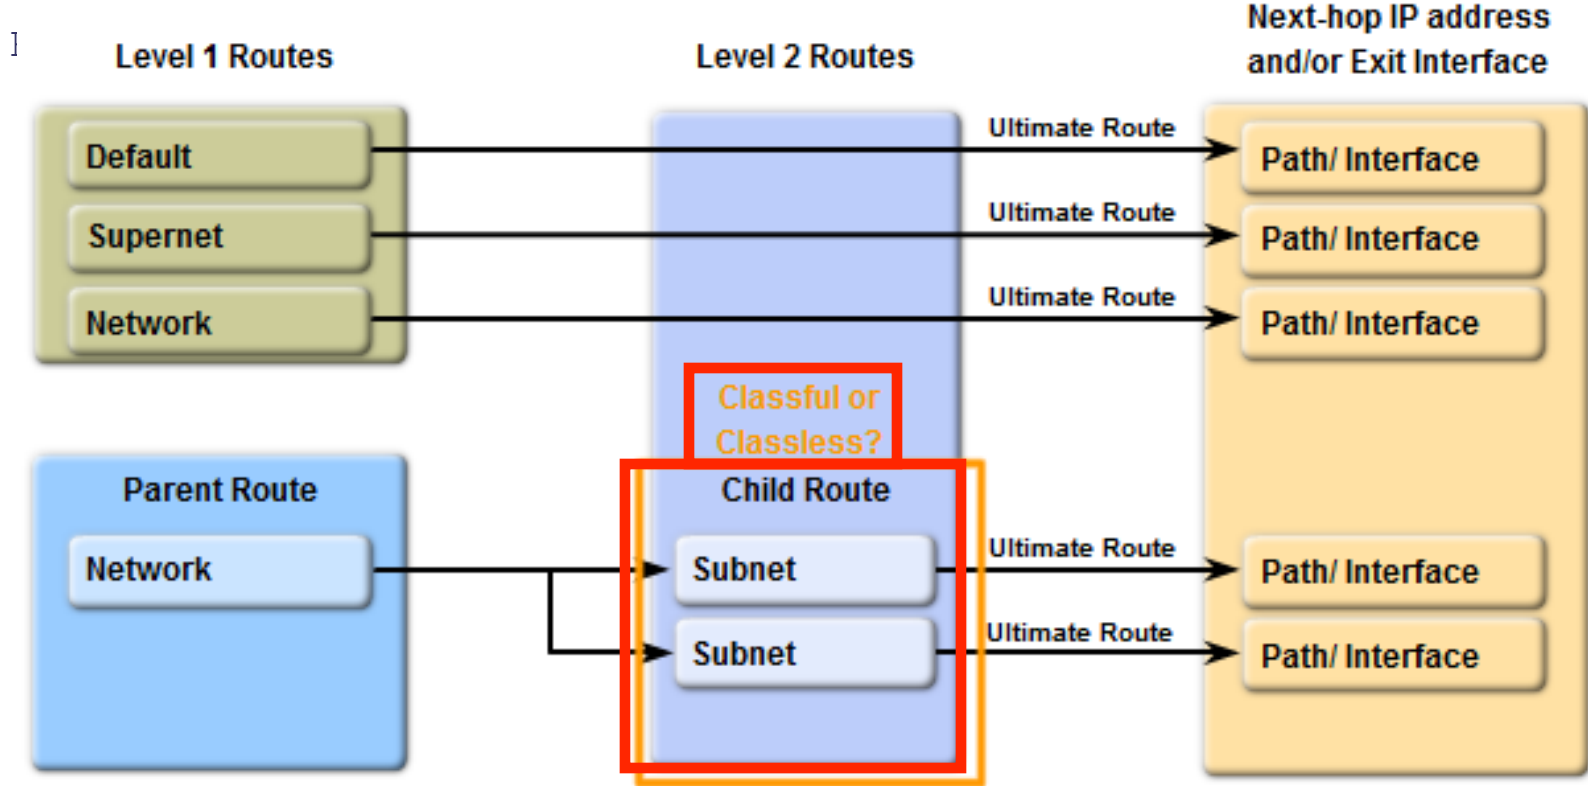 Level 1 Routes
Level 2 Routes
Next-hop IP address
and/or Exit Interface
Default
Ultimate Route
Path/ Interface
Supernet
Ultimate Route
Path/ Interface
Network
Ultimate Route
Path/ Interface
Classful or
Classless?
Parent Route
Child Route
Network
Subnet
Ultimate Route
Path/ Interface
Subnet
Ultimate Route
Path/ Interface